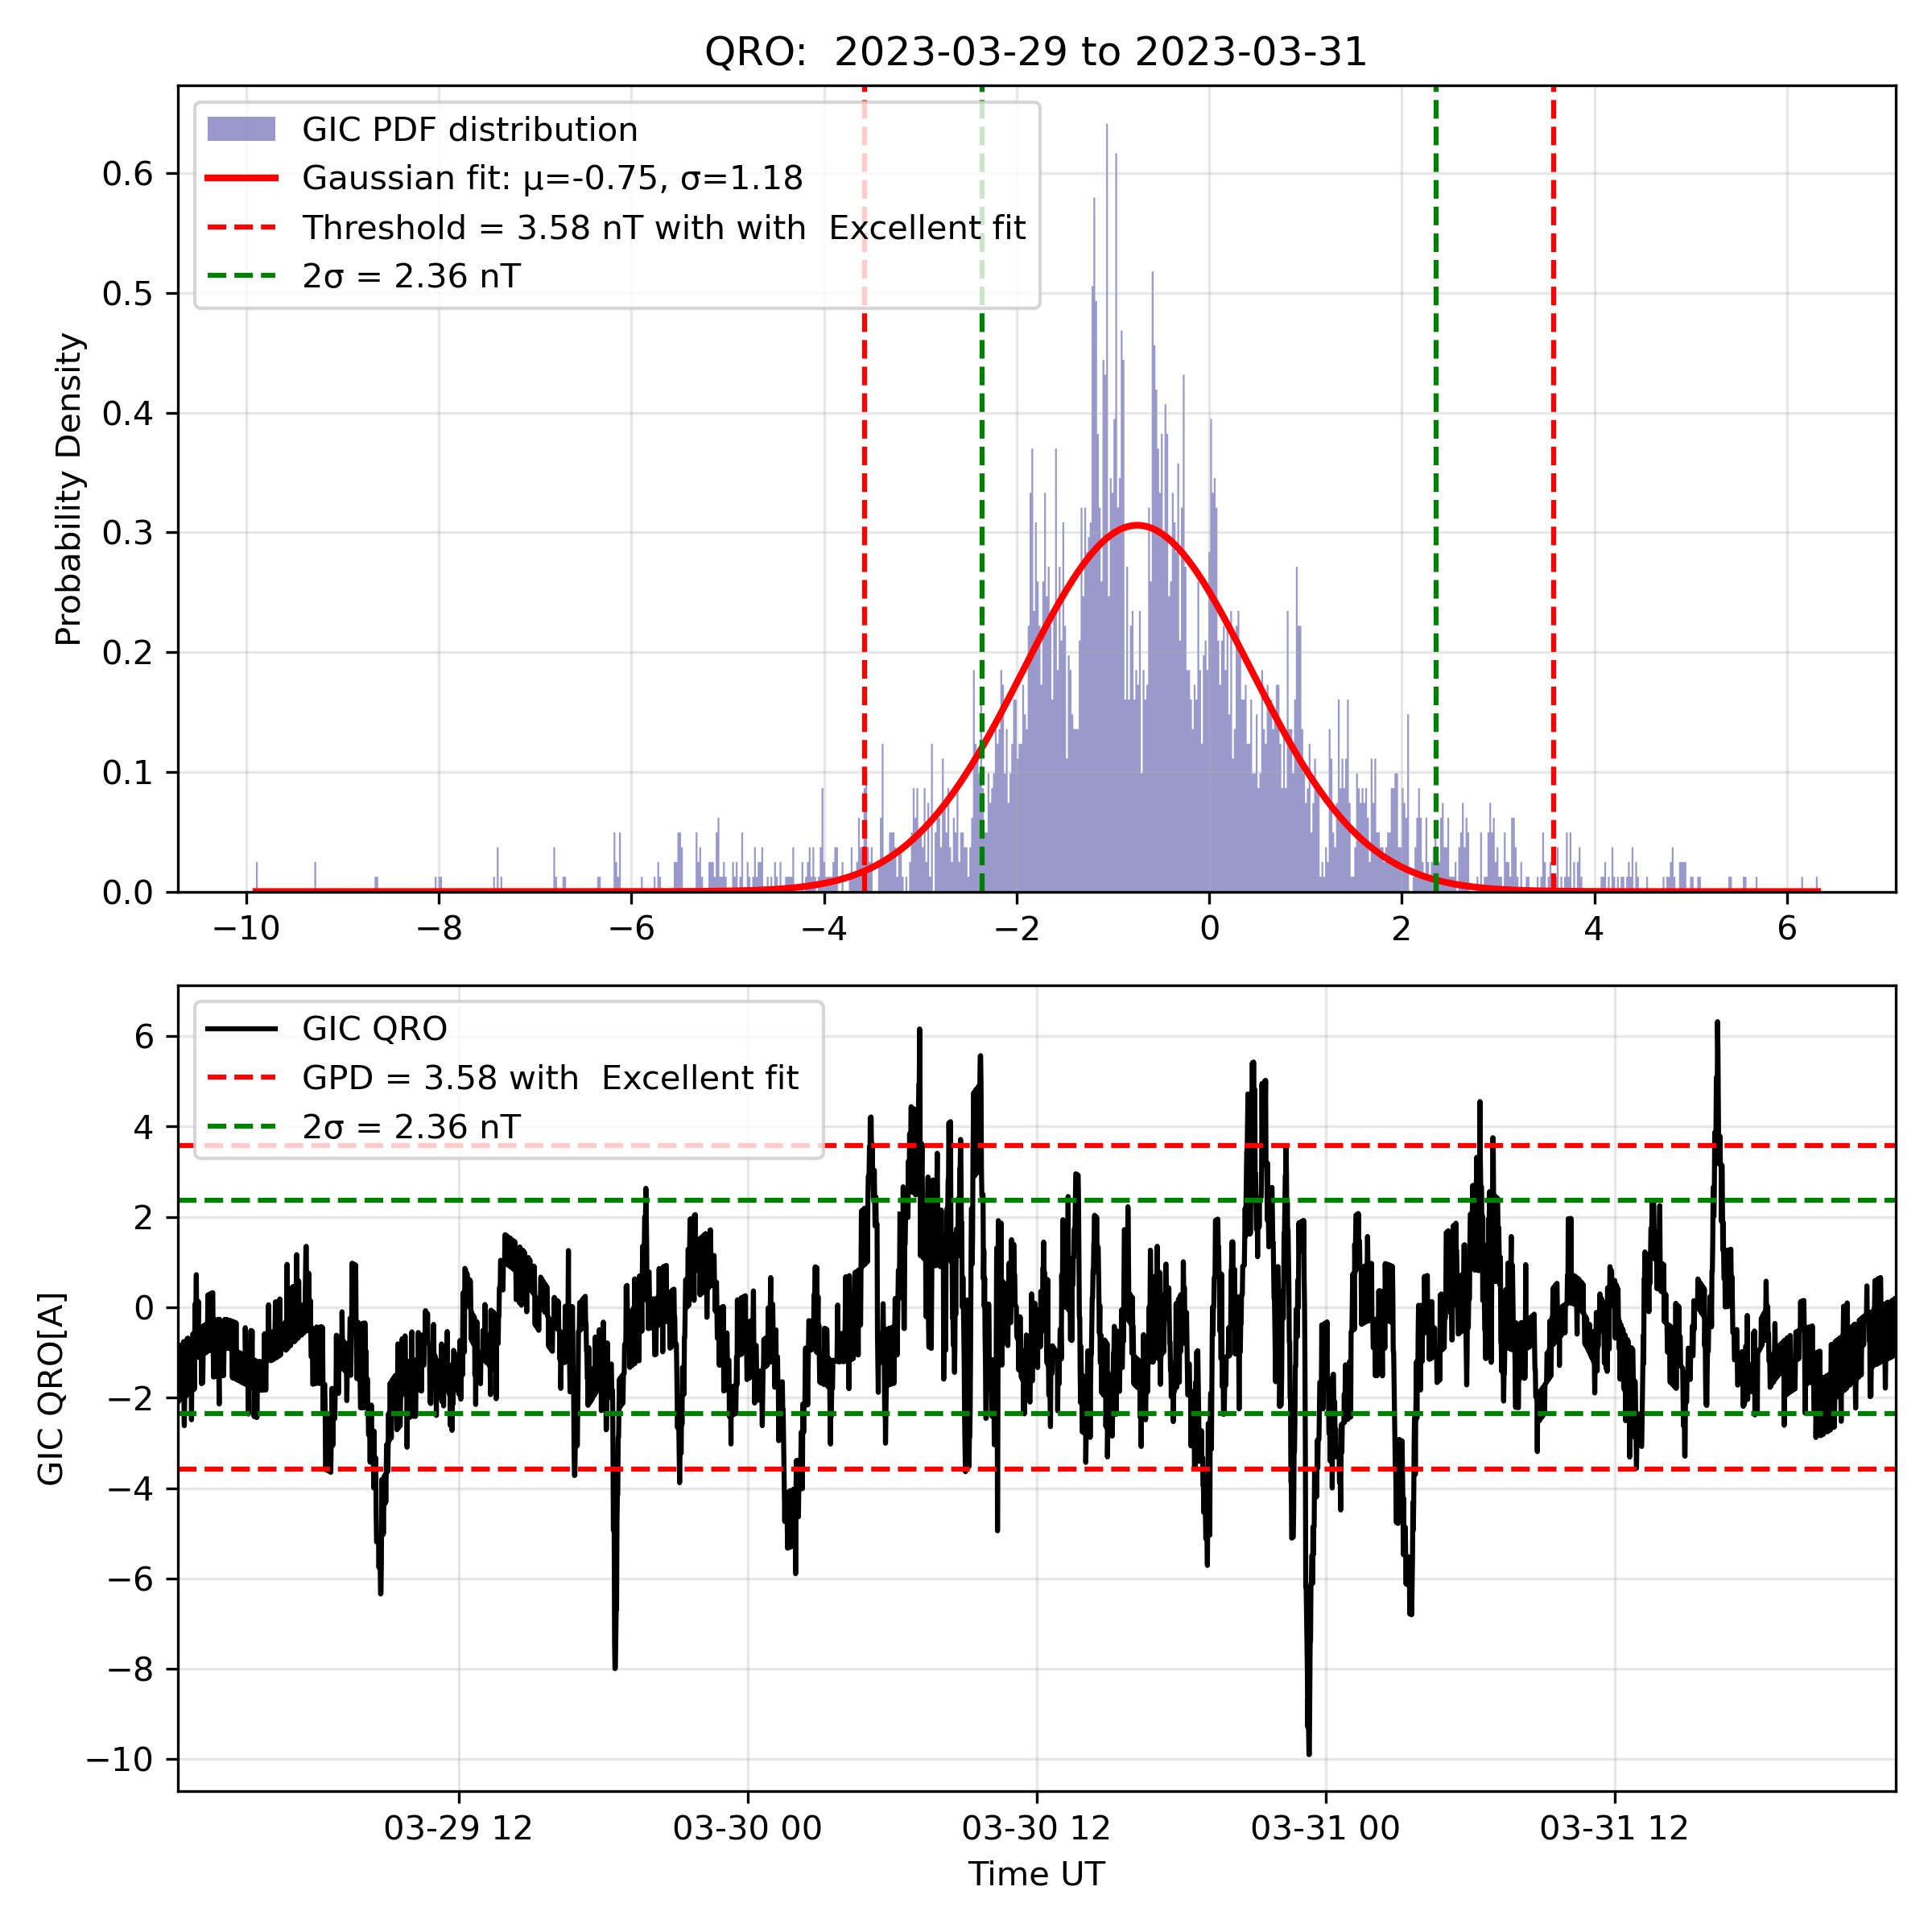 QRO:  2023-03-29 to 2023-03-31
GIC PDF distribution
Gaussian fit: μ=-0.75, σ=1.18
Threshold = 3.58 nT with with  Excellent fit
2σ = 2.36 nT
Probability Density
0.6
0.5
0.4
0.3
0.2
0.1
0.0
−10 −8 −6 −4 −2 0 2 4 6
GIC QRO
GPD = 3.58 with  Excellent fit
2σ = 2.36 nT
GIC QRO[A]
6
4
2
0
−2
−4
−6
−8
−10
03-29 12 03-30 00 03-30 12 03-31 00 03-31 12
Time UT